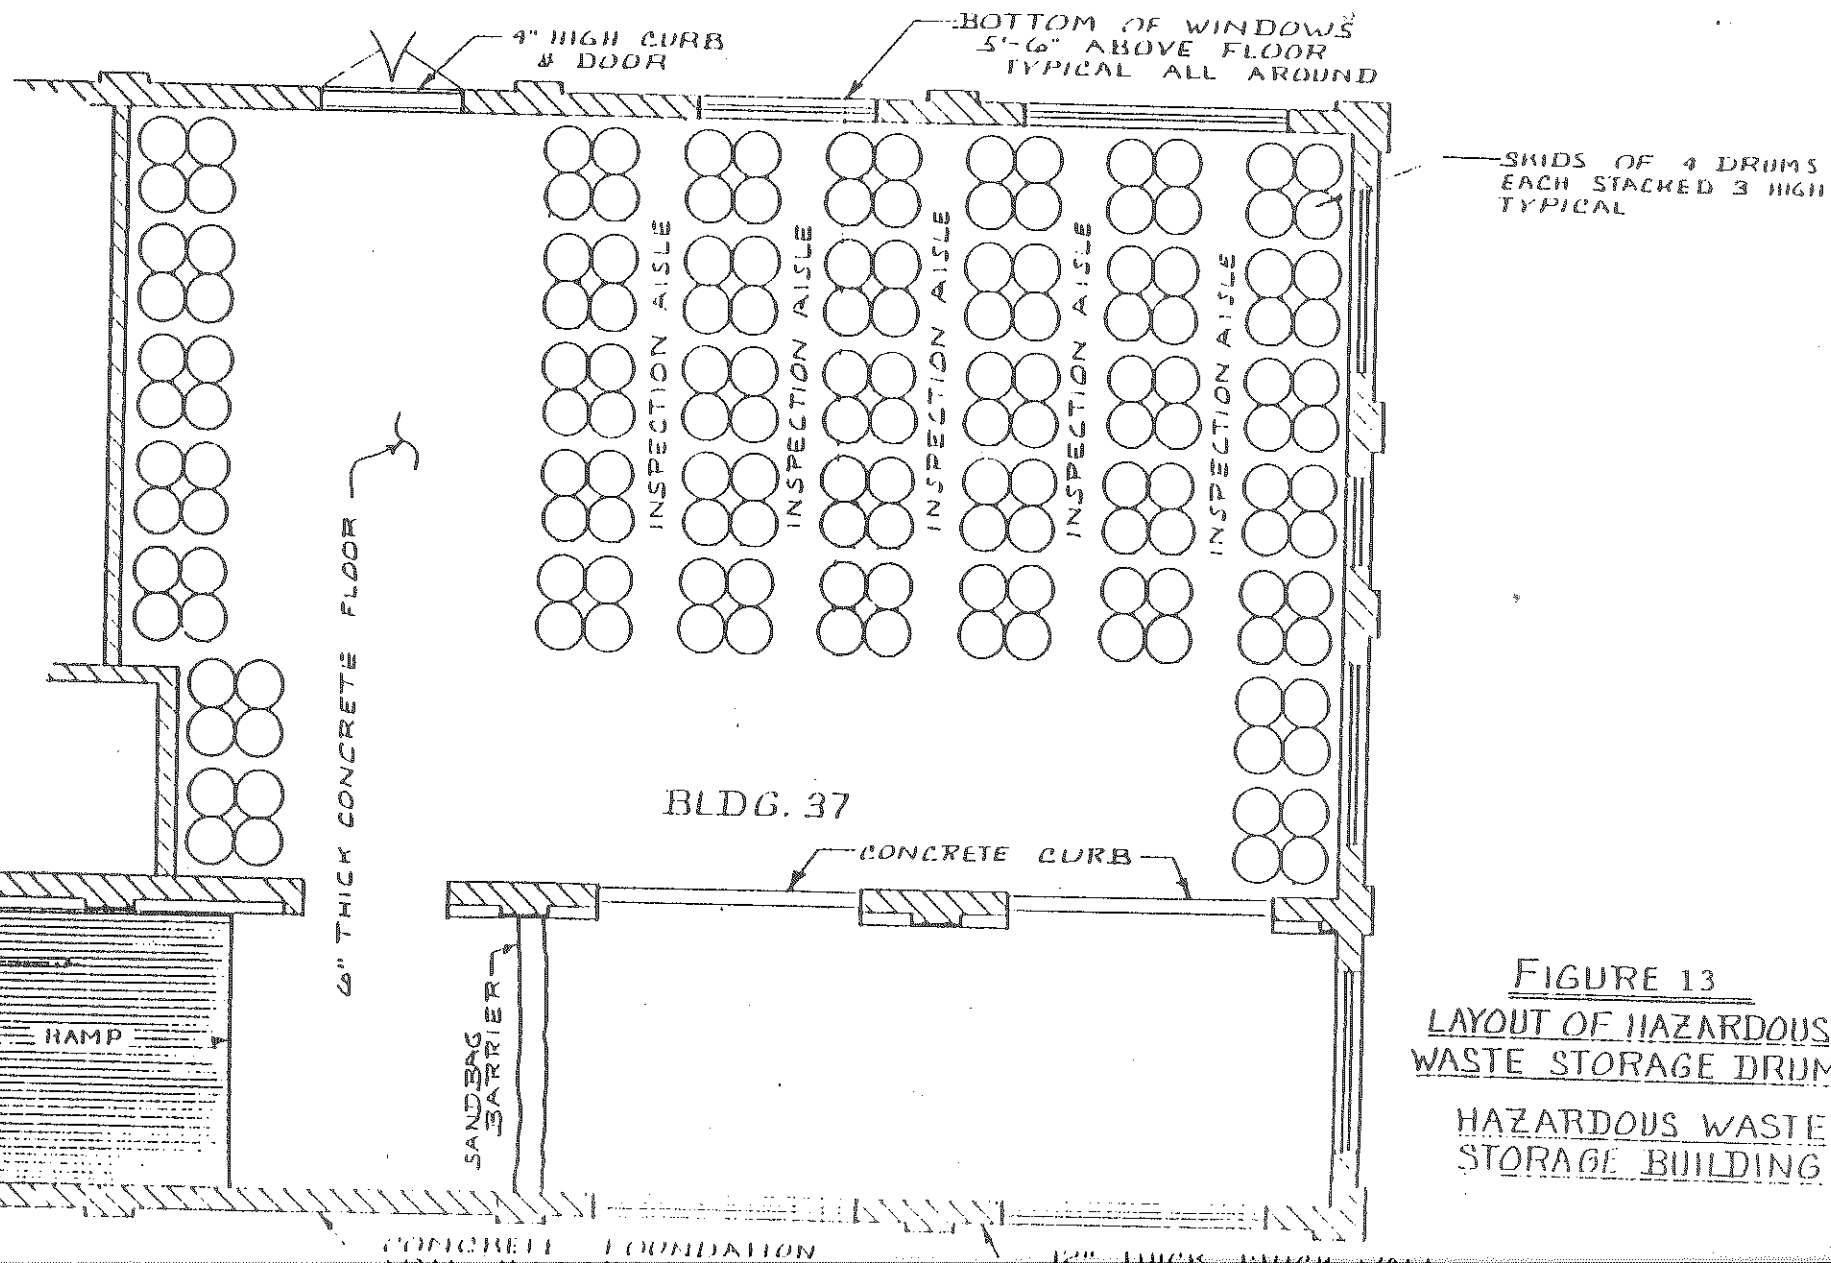 4" HIGH CURB
@ DOOR
BOTTOM OF WINDOWS
5'-6" ABOVE FLOOR
TYPICAL ALL AROUND
SKIDS OF 4 DRUMS
EACH STACKED 3 HIGH
TYPICAL
INSPECTION AISLE
INSPECTION AISLE
INSPECTION AISLE
INSPECTION AISLE
INSPECTION AISLE
6" THICK CONCRETE FLOOR
BLDG. 37
CONCRETE CURB
SANDBAG
BARRIER
RAMP
FIGURE 13
LAYOUT OF HAZARDOUS
WASTE STORAGE DRUM
HAZARDOUS WASTE
STORAGE BUILDING
CONCRETE FOUNDATION
12" THICK